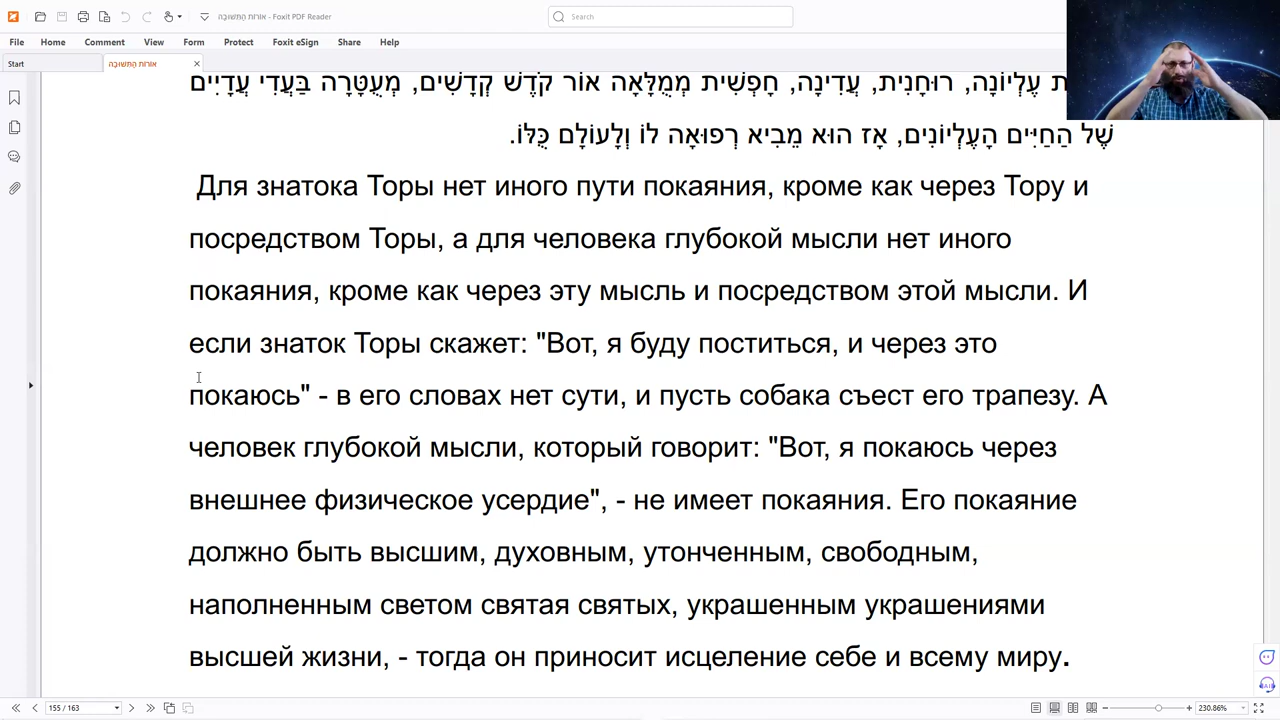 אורות התשובה - Foxit PDF Reader
Search
File Home Comment View Form Protect Foxit eSign Share Help
Start
אורות התשובה
עֶלְיוֹנָה, רוּחָנִית, עֲדִינָה, חָפְשִׁית מְמֻלָּאָה אוֹר קֹדֶשׁ קָדָשִׁים, מְעֻטָּרָה בַּעֲדִי עֲדָיִים
שֶׁל הַחַיִּים הָעֶלְיוֹנִים, אָז הוּא מֵבִיא רְפוּאָה לוֹ וְלָעוֹלָם כֻּלּוֹ.
Для знатока Торы нет иного пути покаяния, кроме как через Тору и
посредством Торы, а для человека глубокой мысли нет иного
покаяния, кроме как через эту мысль и посредством этой мысли. И
если знаток Торы скажет: "Вот, я буду поститься, и через это
покаюсь" - в его словах нет сути, и пусть собака съест его трапезу. А
человек глубокой мысли, который говорит: "Вот, я покаюсь через
внешнее физическое усердие", - не имеет покаяния. Его покаяние
должно быть высшим, духовным, утонченным, свободным,
наполненным светом святая святых, украшенным украшениями
высшей жизни, - тогда он приносит исцеление себе и всему миру.
155 / 163
230.86%